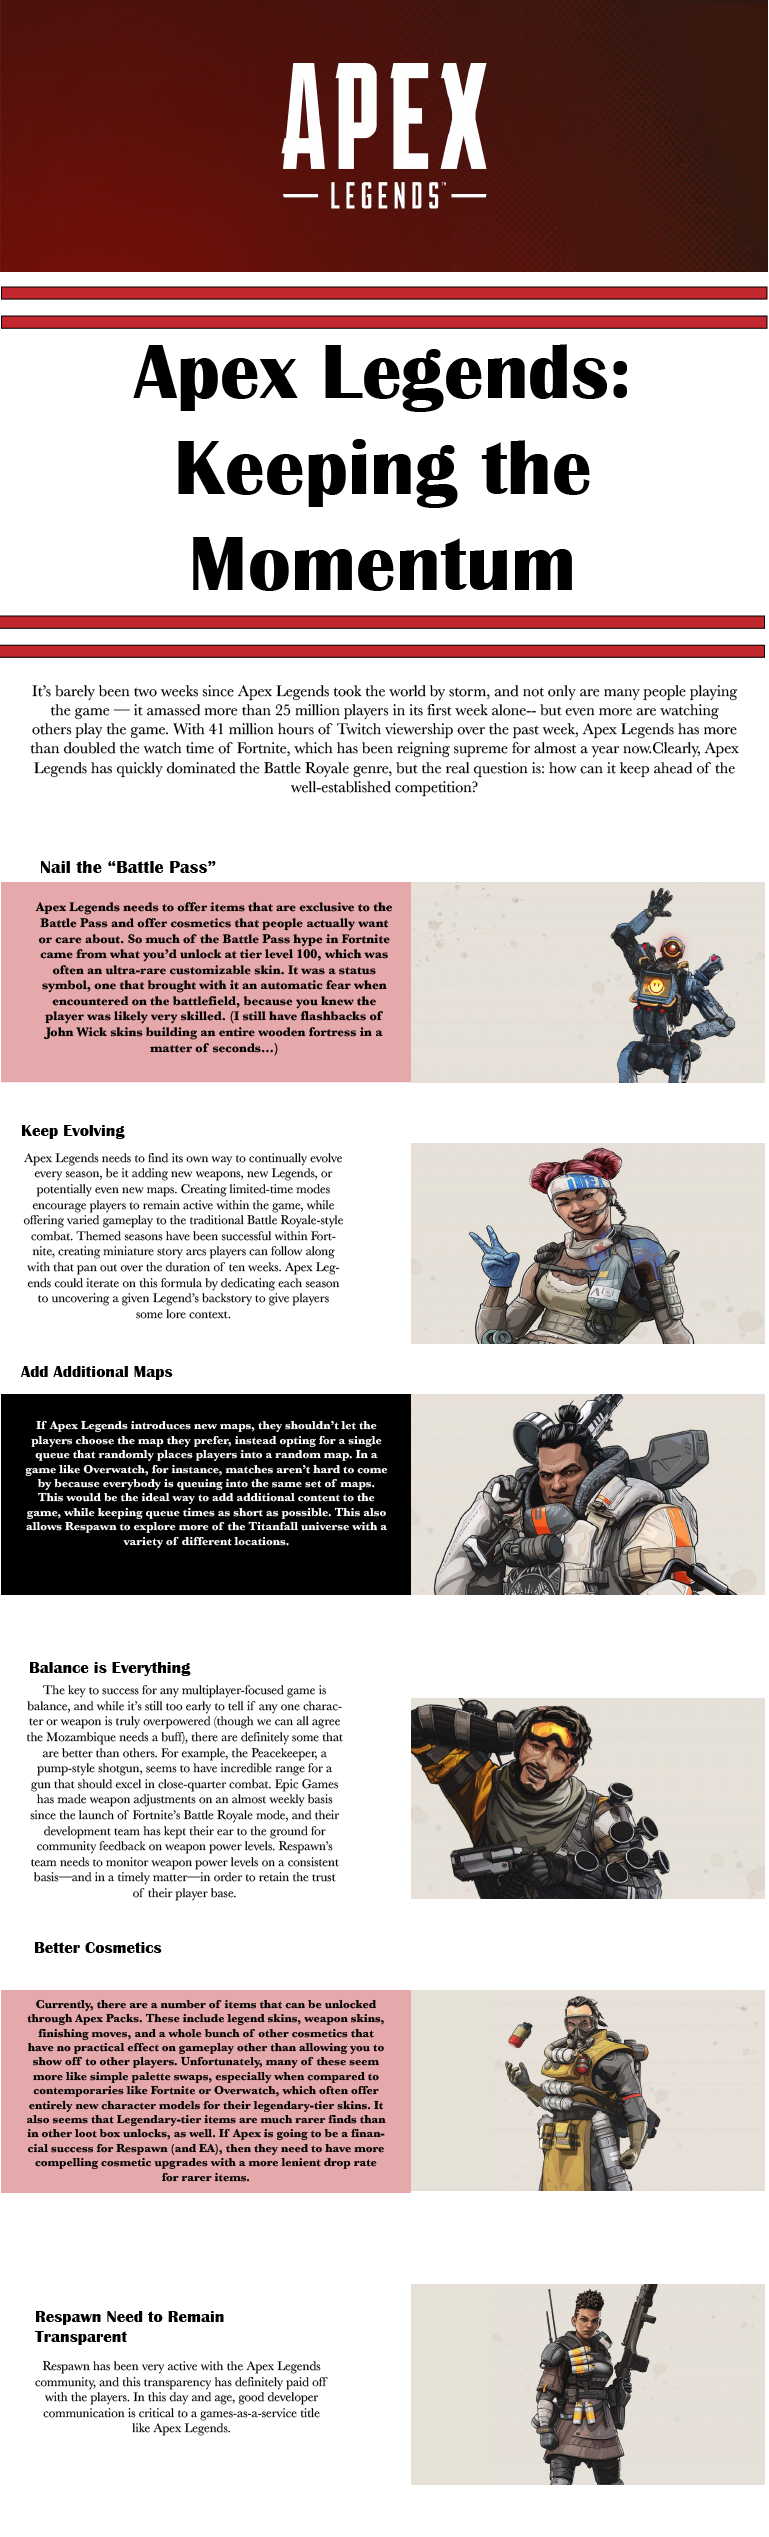 APEX
LEGENDS™
Apex Legends:
Keeping the
Momentum
It's barely been two weeks since Apex Legends took the world by storm, and not only are many people playing
the game — it amassed more than 25 million players in its first week alone-- but even more are watching
others play the game. With 41 million hours of Twitch viewership over the past week, Apex Legends has more
than doubled the watch time of Fortnite, which has been reigning supreme for almost a year now.Clearly, Apex
Legends has quickly dominated the Battle Royale genre, but the real question is: how can it keep ahead of the
well-established competition?
Nail the “Battle Pass”
Apex Legends needs to offer items that are exclusive to the
Battle Pass and offer cosmetics that people actually want
or care about. So much of the Battle Pass hype in Fortnite
came from what you'd unlock at tier level 100, which was
often an ultra-rare customizable skin. It was a status
symbol, one that brought with it an automatic fear when
encountered on the battlefield, because you knew the
player was likely very skilled. (I still have flashbacks of
John Wick skins building an entire wooden fortress in a
matter of seconds…)
Keep Evolving
Apex Legends needs to find its own way to continually evolve
every season, be it adding new weapons, new Legends, or
potentially even new maps. Creating limited-time modes
encourage players to remain active within the game, while
offering varied gameplay to the traditional Battle Royale-style
combat. Themed seasons have been successful within Fort-
nite, creating miniature story arcs players can follow along
with that pan out over the duration of ten weeks. Apex Leg-
ends could iterate on this formula by dedicating each season
to uncovering a given Legend's backstory to give players
some lore context.
Add Additional Maps
If Apex Legends introduces new maps, they shouldn't let the
players choose the map they prefer, instead opting for a single
queue that randomly places players into a random map. In a
game like Overwatch, for instance, matches aren't hard to come
by because everybody is queuing into the same set of maps.
This would be the ideal way to add additional content to the
game, while keeping queue times as short as possible. This also
allows Respawn to explore more of the Titanfall universe with a
variety of different locations.
Balance is Everything
The key to success for any multiplayer-focused game is
balance, and while it's still too early to tell if any one charac-
ter or weapon is truly overpowered (though we can all agree
the Mozambique needs a buff), there are definitely some that
are better than others. For example, the Peacekeeper, a
pump-style shotgun, seems to have incredible range for a
gun that should excel in close-quarter combat. Epic Games
has made weapon adjustments on an almost weekly basis
since the launch of Fortnite's Battle Royale mode, and their
development team has kept their ear to the ground for
community feedback on weapon power levels. Respawn's
team needs to monitor weapon power levels on a consistent
basis—and in a timely matter—in order to retain the trust
of their player base.
Better Cosmetics
Currently, there are a number of items that can be unlocked
through Apex Packs. These include legend skins, weapon skins,
finishing moves, and a whole bunch of other cosmetics that
have no practical effect on gameplay other than allowing you to
show off to other players. Unfortunately, many of these seem
more like simple palette swaps, especially when compared to
contemporaries like Fortnite or Overwatch, which often offer
entirely new character models for their legendary-tier skins. It
also seems that Legendary-tier items are much rarer finds than
in other loot box unlocks, as well. If Apex is going to be a finan-
cial success for Respawn (and EA), then they need to have more
compelling cosmetic upgrades with a more lenient drop rate
for rarer items.
Respawn Need to Remain
Transparent
Respawn has been very active with the Apex Legends
community, and this transparency has definitely paid off
with the players. In this day and age, good developer
communication is critical to a games-as-a-service title
like Apex Legends.